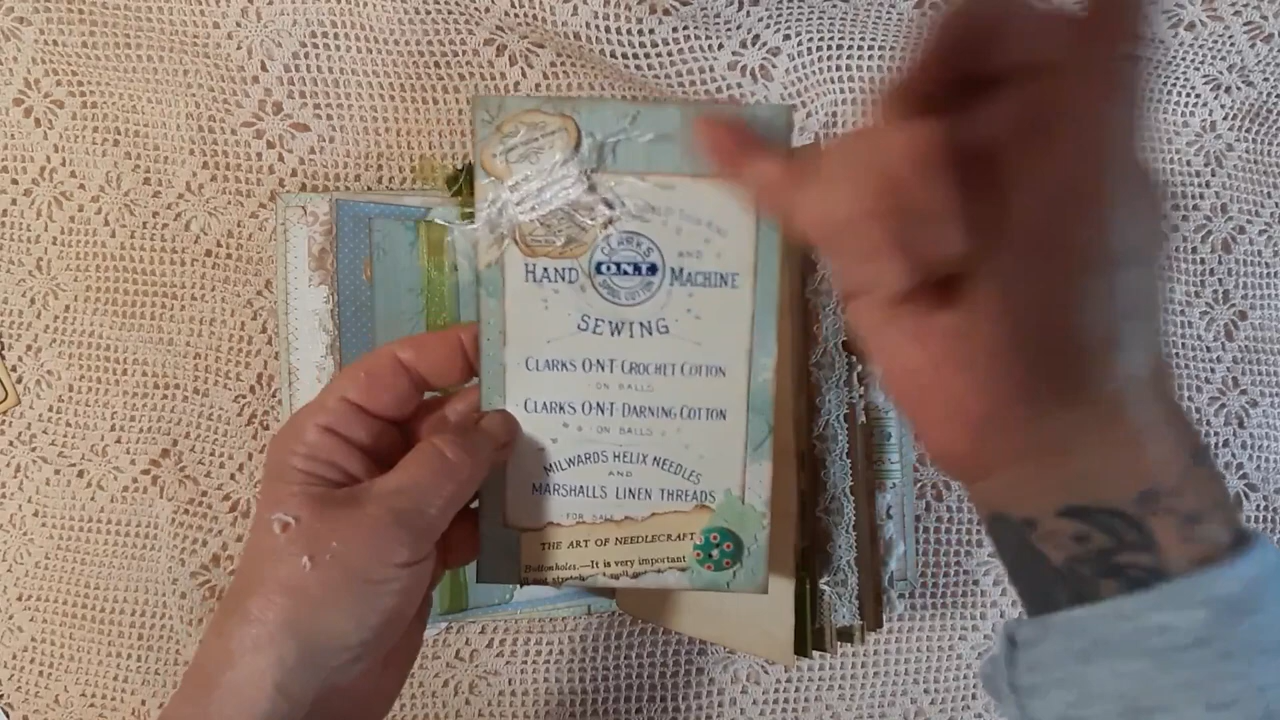 AND
CLARKS
HAND O.N.T. MACHINE
SPOOL COTTON
SEWING
CLARKS O·N·T·CROCHET COTTON
ON BALLS
CLARKS O·N·T·DARNING COTTON
ON BALLS
MILWARDS HELIX NEEDLES
AND
MARSHALLS LINEN THREADS
FOR SALE
THE ART OF NEEDLECRAFT
Buttonholes.—It is very important